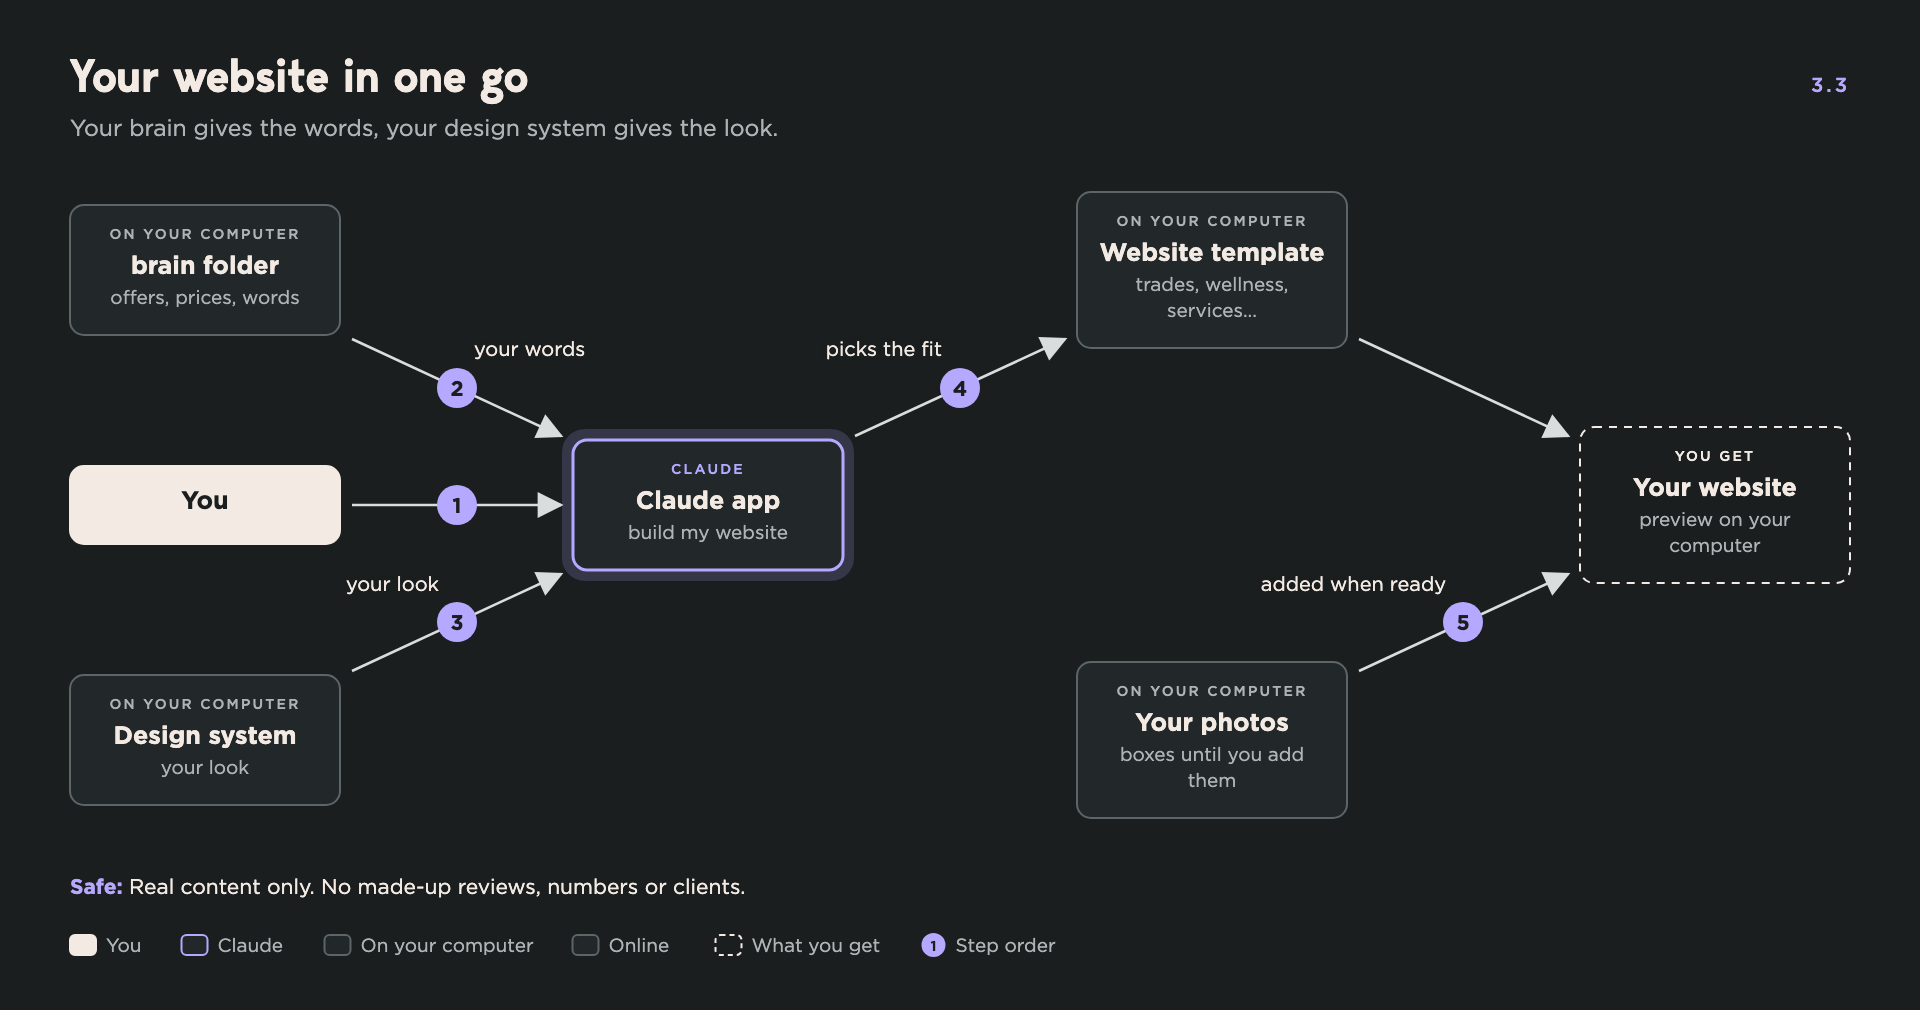 Your website in one go
3.3
Your brain gives the words, your design system gives the look.
ON YOUR COMPUTER
brain folder
offers, prices, words
your words
2
You
1
your look
3
ON YOUR COMPUTER
Design system
your look
CLAUDE
Claude app
build my website
picks the fit
4
ON YOUR COMPUTER
Website template
trades, wellness,
services...
YOU GET
Your website
preview on your
computer
added when ready
5
ON YOUR COMPUTER
Your photos
boxes until you add
them
Safe: Real content only. No made-up reviews, numbers or clients.
You
Claude
On your computer
Online
What you get
1
Step order